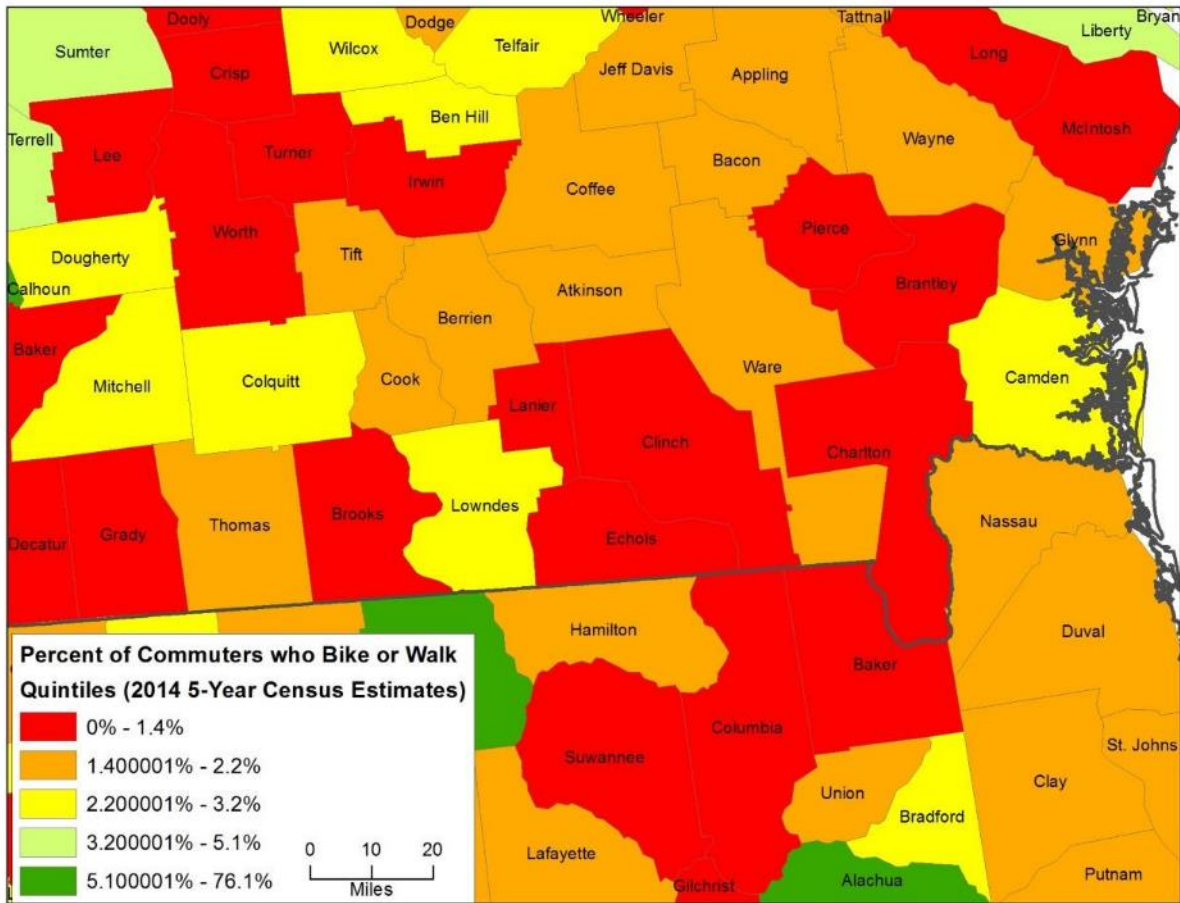 Dooly
Dodge
Wheeler
Tattnall
Bryan
Sumter
Wilcox
Telfair
Liberty
Crisp
Jeff Davis
Appling
Long
Ben Hill
McIntosh
Terrell
Lee
Turner
Wayne
Bacon
Irwin
Coffee
Worth
Pierce
Tift
Glynn
Dougherty
Calhoun
Atkinson
Brantley
Berrien
Baker
Mitchell
Colquitt
Cook
Ware
Camden
Lanier
Clinch
Charlton
Lowndes
Brooks
Thomas
Nassau
Grady
Decatur
Echols
Hamilton
Duval
Baker
Percent of Commuters who Bike or Walk
Quintiles (2014 5-Year Census Estimates)
0% - 1.4%
1.400001% - 2.2%
2.200001% - 3.2%
3.200001% - 5.1%
5.100001% - 76.1%
0 10 20
Miles
Columbia
St. Johns
Suwannee
Clay
Union
Bradford
Lafayette
Putnam
Alachua
Gilchrist